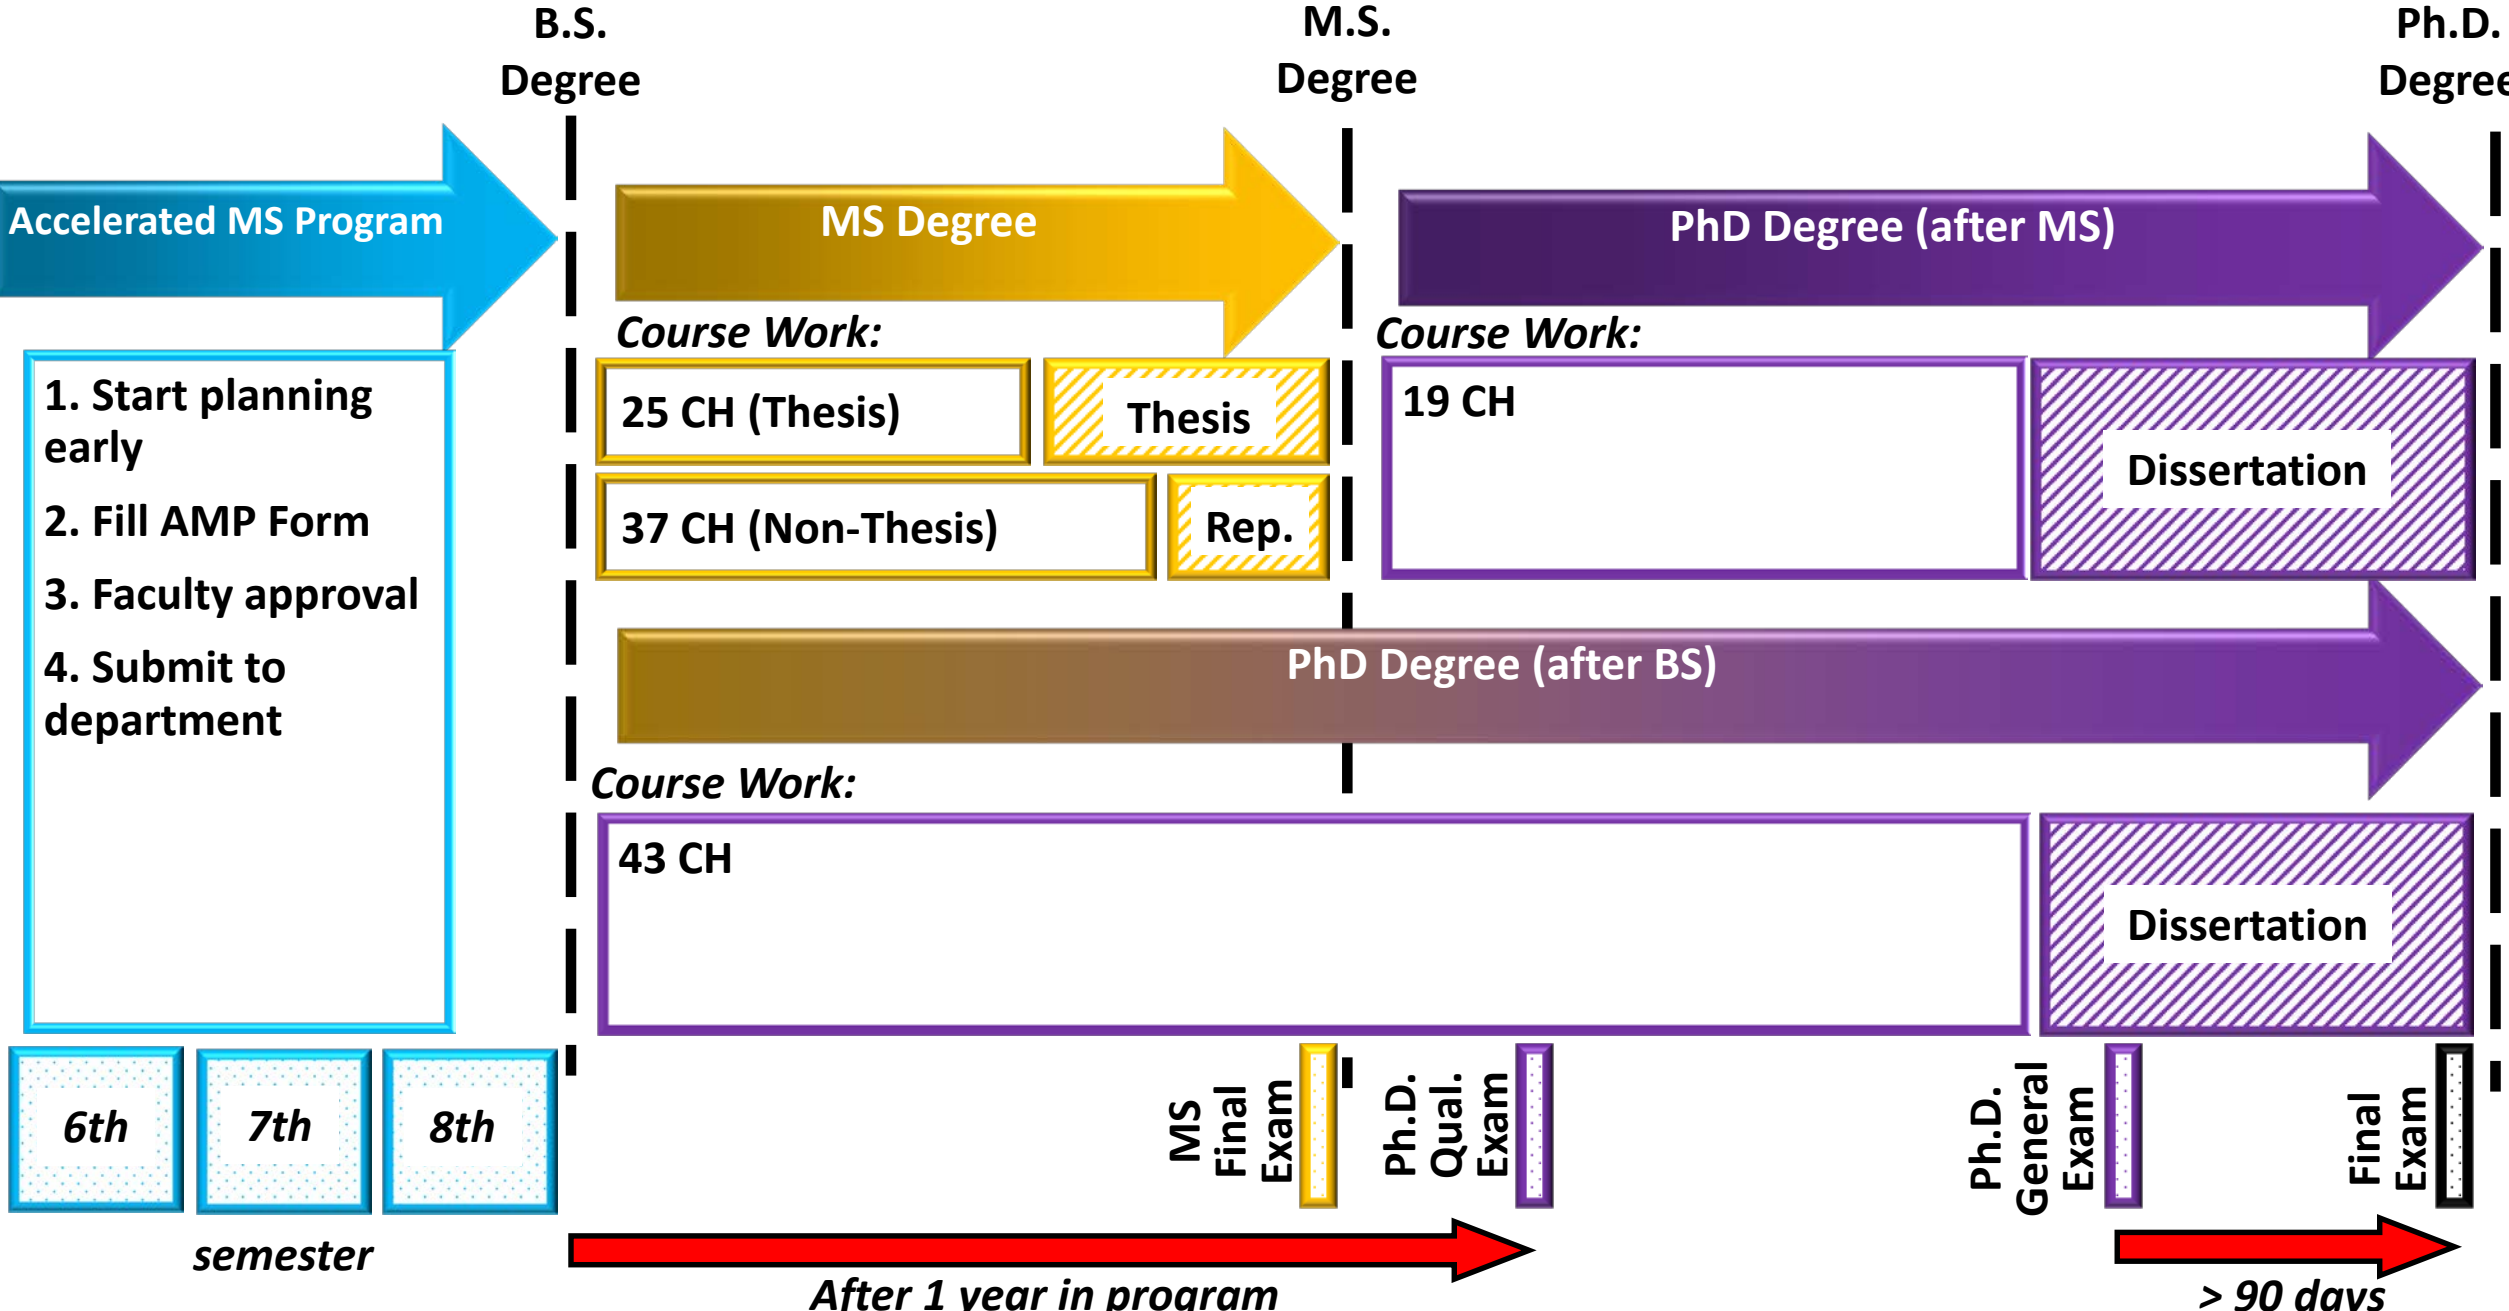 B.S.
Degree
M.S.
Degree
Ph.D.
Degree
Accelerated MS Program
MS Degree
PhD Degree (after MS)
Course Work:
Course Work:
1. Start planning
early
2. Fill AMP Form
3. Faculty approval
4. Submit to
department
25 CH (Thesis)
Thesis
37 CH (Non-Thesis)
Rep.
19 CH
Dissertation
PhD Degree (after BS)
Course Work:
43 CH
Dissertation
6th
7th
8th
semester
MS
Final
Exam
Ph.D.
Qual.
Exam
Ph.D.
General
Exam
Final
Exam
After 1 year in program
> 90 days